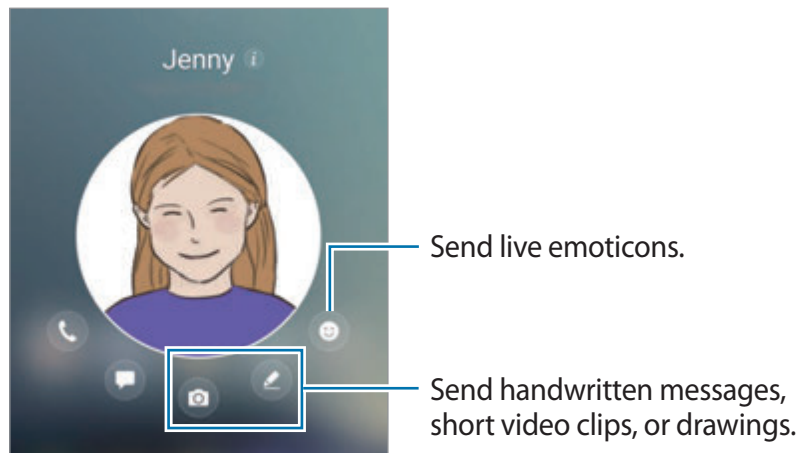 Jenny i
Send live emoticons.
Send handwritten messages,
short video clips, or drawings.